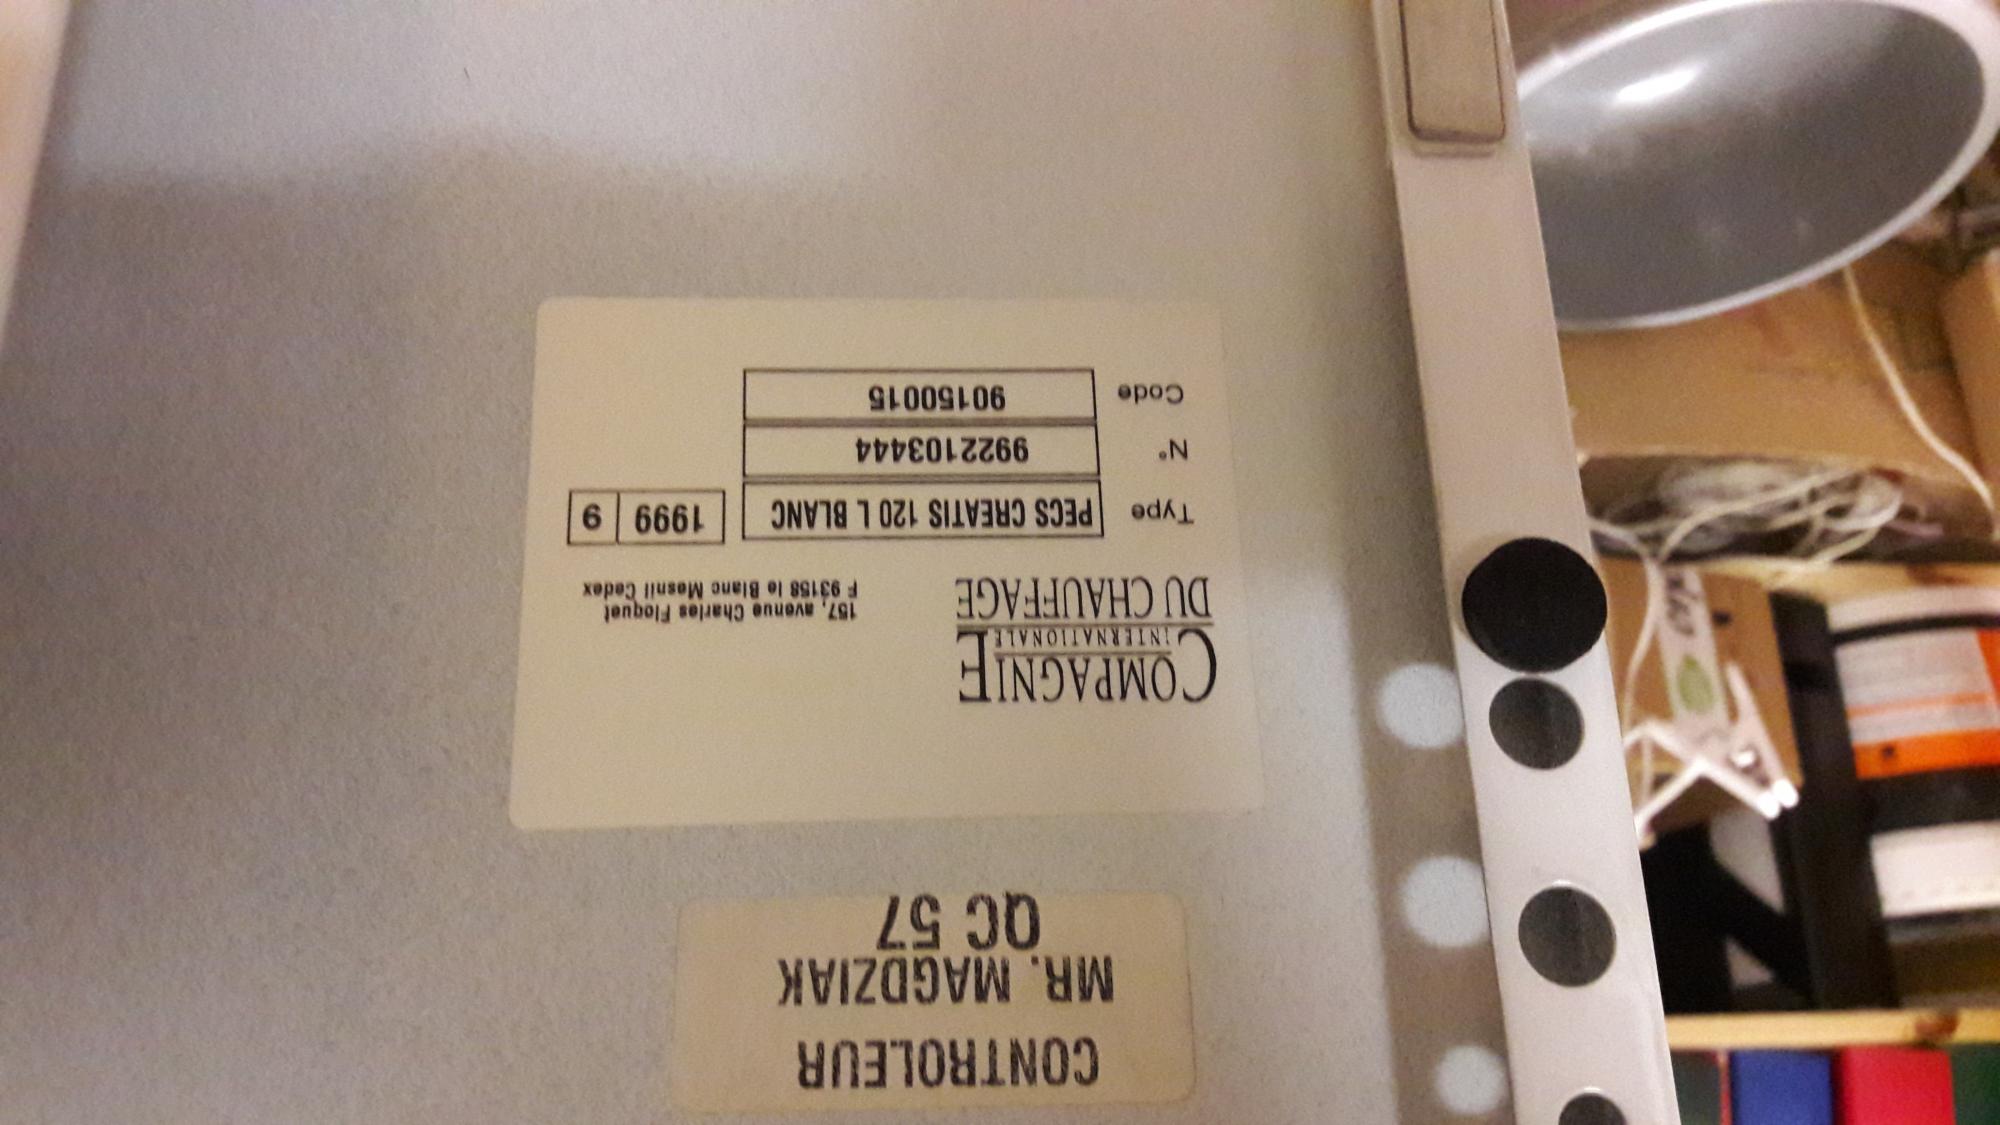 CONTROLEUR
MR. MAGDZIAK
QC 57
COMPAGNIE
INTERNATIONALE
DU CHAUFFAGE
157, avenue Charles Floquet
F 93158 le Blanc Mesnil Cedex
Type PECS CREATIS 120 L BLANC 1999 9
N° 9922103444
Code 90150015